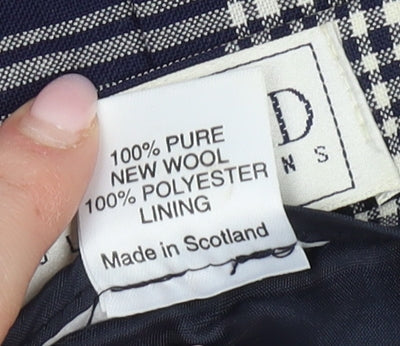 100% PURE
NEW WOOL
100% POLYESTER
LINING
Made in Scotland
D
N S